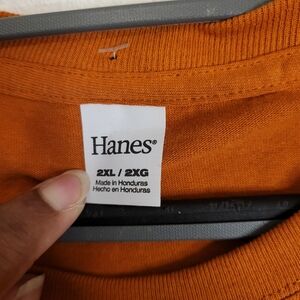 Hanes®
2XL / 2XG
Made in Honduras
Hecho en Honduras